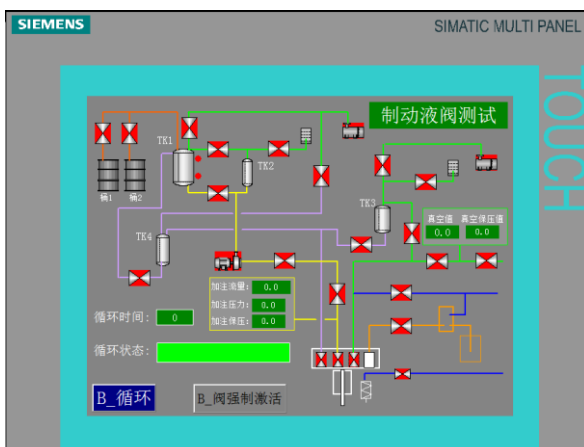 SIEMENS
SIMATIC MULTI PANEL
TOUCH
制动液阀测试
TK1
TK2
桶1
桶2
TK3
真空值
真空保压值
0.0
0.0
TK4
加注流量:
0.0
加注压力:
0.0
加注保压:
0.0
循环时间:
0
循环状态:
B_循环
B_阀强制激活